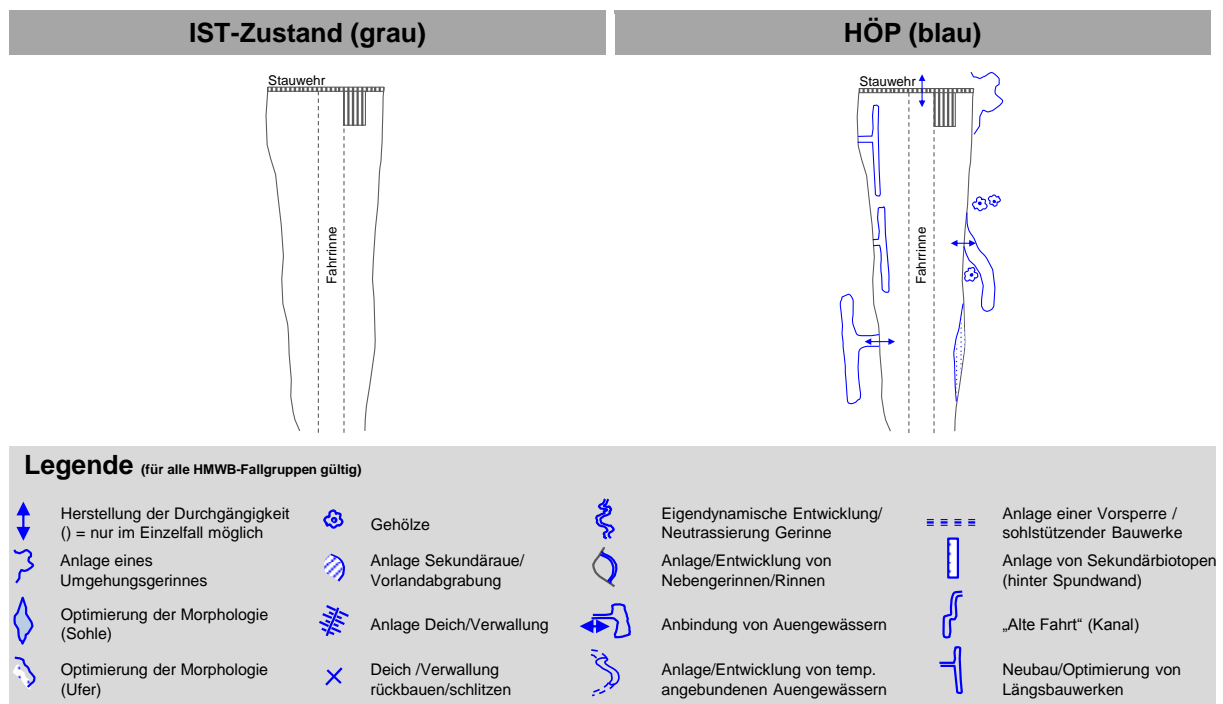 IST-Zustand (grau)
HÖP (blau)
Stauwehr
Fahrrinne
Stauwehr
Fahrrinne
Legende (für alle HMWB-Fallgruppen gültig)
Herstellung der Durchgängigkeit
() = nur im Einzelfall möglich
Anlage eines
Umgehungsgerinnes
Optimierung der Morphologie
(Sohle)
Optimierung der Morphologie
(Ufer)
Gehölze
Anlage Sekundäraue/
Vorlandabgrabung
Anlage Deich/Verwallung
Deich /Verwallung
rückbauen/schlitzen
Eigendynamische Entwicklung/
Neutrassierung Gerinne
Anlage/Entwicklung von
Nebengerinnen/Rinnen
Anbindung von Auengewässern
Anlage/Entwicklung von temp.
angebundenen Auengewässern
Anlage einer Vorsperre /
sohlstützender Bauwerke
Anlage von Sekundärbiotopen
(hinter Spundwand)
„Alte Fahrt“ (Kanal)
Neubau/Optimierung von
Längsbauwerken